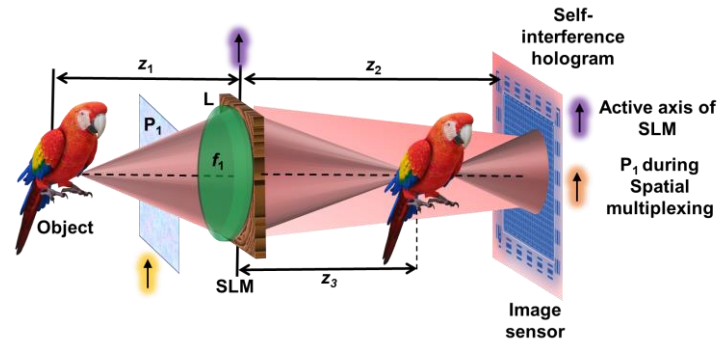 Self-
interference
hologram
z1
z2
L
P1
f1
Active axis of
SLM
P1 during
Spatial
multiplexing
Object
z3
SLM
Image
sensor